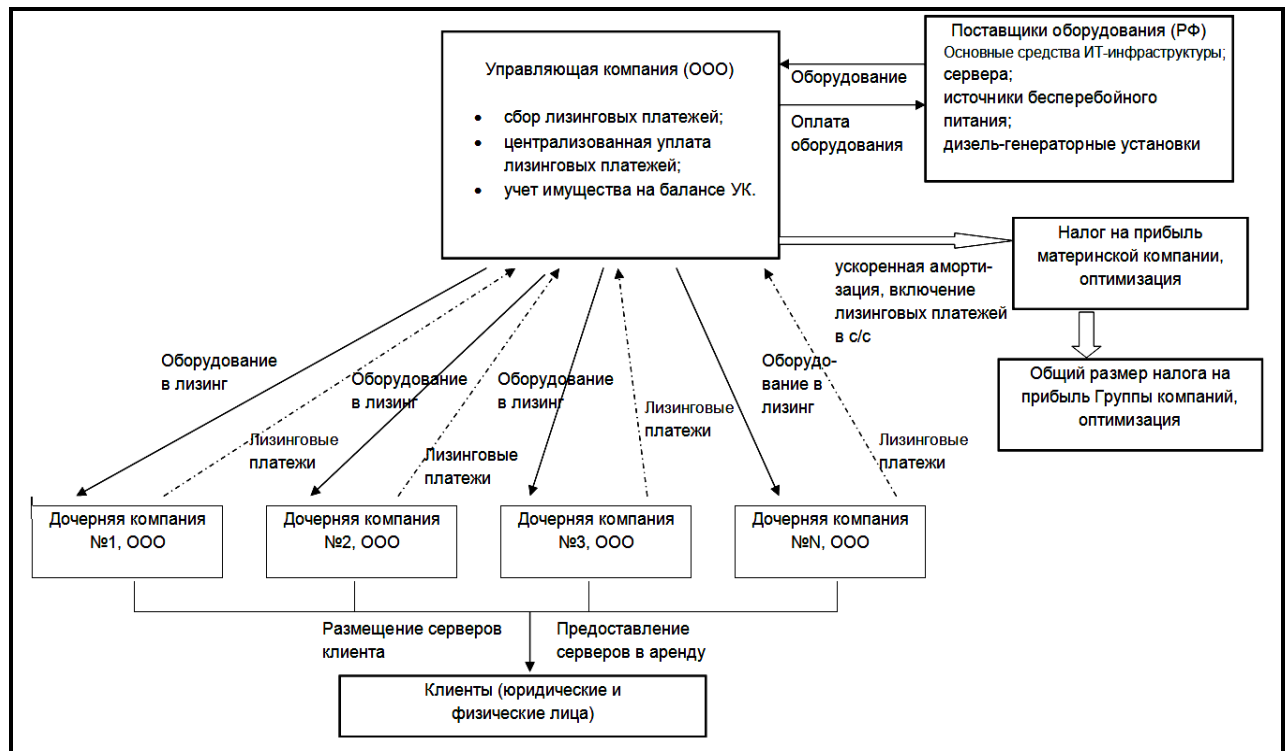 Поставщики оборудования (РФ)
Основные средства ИТ-инфраструктуры;
сервера;
источники бесперебойного
питания;
дизель-генераторные установки
Управляющая компания (ООО)
• сбор лизинговых платежей;
• централизованная уплата
лизинговых платежей;
• учет имущества на балансе УК.
Оборудование
Оплата
оборудования
Налог на прибыль
материнской компании,
оптимизация
ускоренная аморти-
зация, включение
лизинговых платежей
в с/с
Общий размер налога на
прибыль Группы компаний,
оптимизация
Оборудование
в лизинг
Оборудование
в лизинг
Оборудование
в лизинг
Оборудо-
вание в
лизинг
Лизинговые
платежи
Лизинговые
платежи
Лизинговые
платежи
Лизинговые
платежи
Дочерняя компания
№1, ООО
Дочерняя компания
№2, ООО
Дочерняя компания
№3, ООО
Дочерняя компания
№N, ООО
Размещение серверов
клиента
Предоставление
серверов в аренду
Клиенты (юридические и
физические лица)